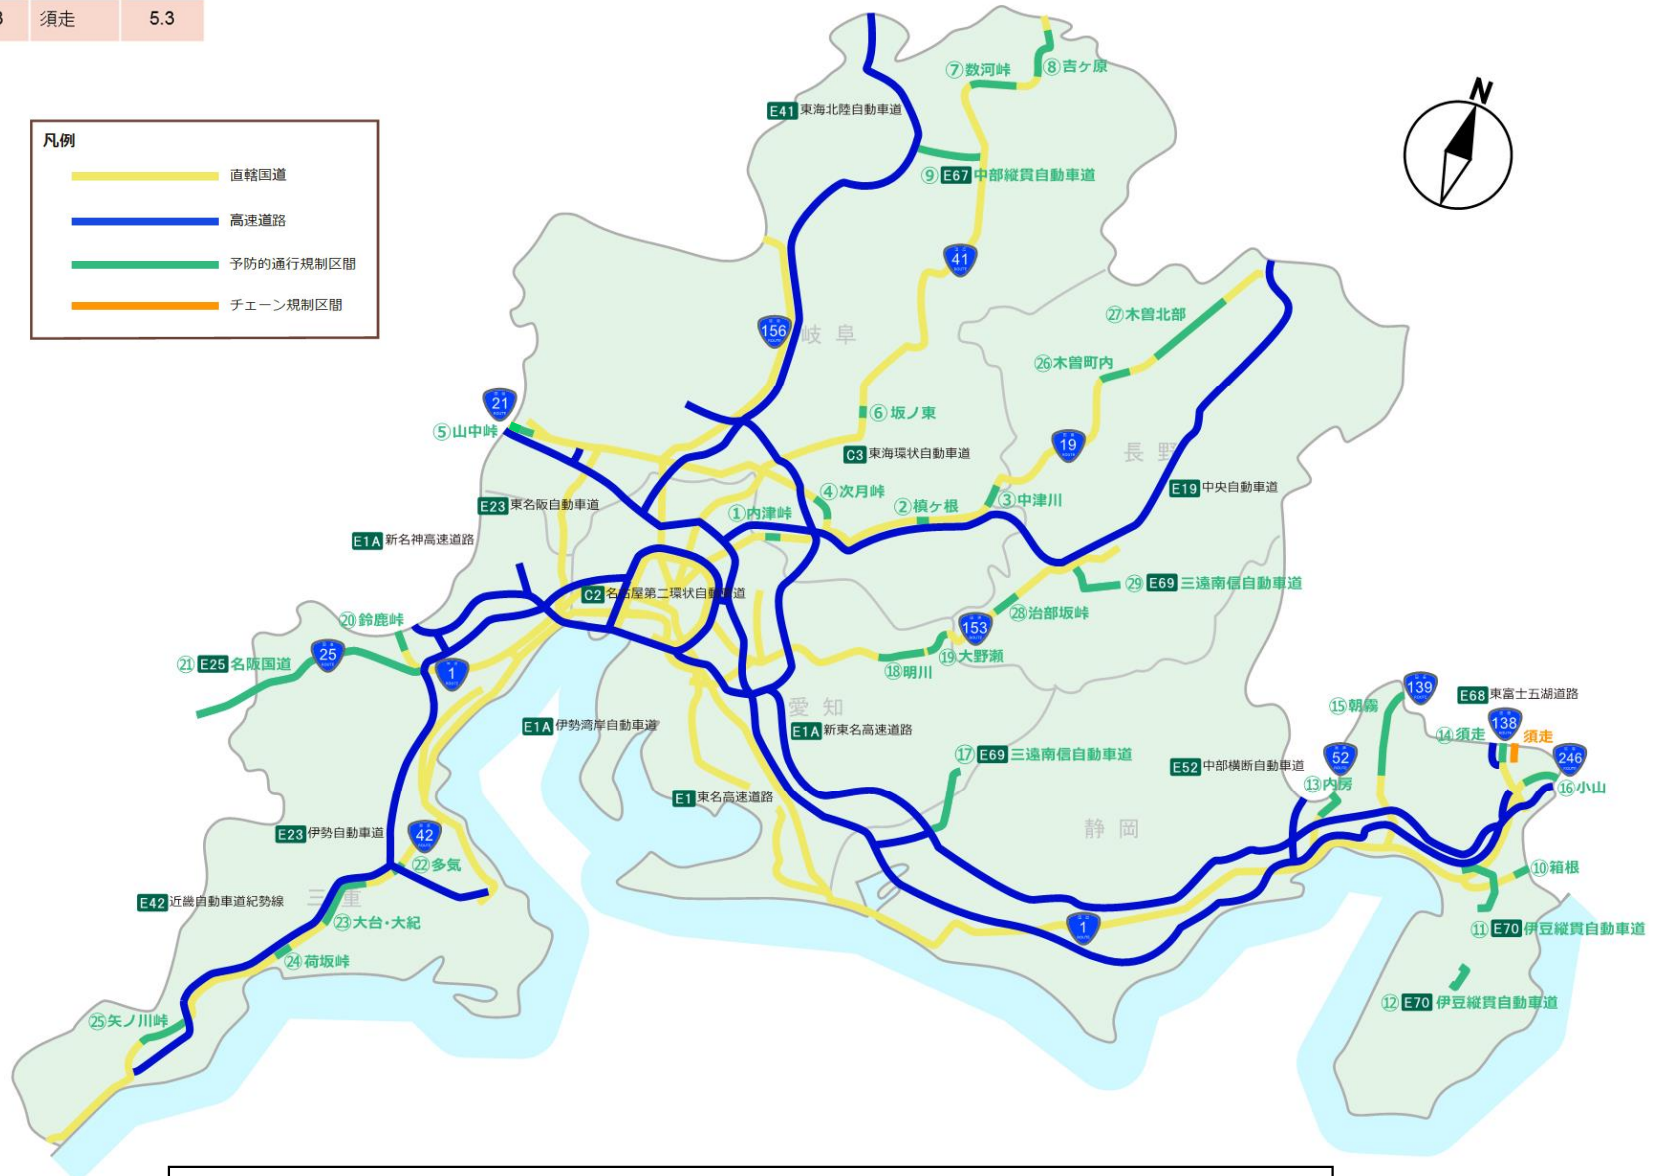 3 須走 5.3
凡例
直轄国道
高速道路
予防的通行規制区間
チェーン規制区間
N
⑦数河峠
⑧吉ヶ原
E41 東海北陸自動車道
⑨ E67 中部縦貫自動車道
41
㉗木曽北部
156
岐阜
㉖木曽町内
21
⑤山中峠
⑥坂ノ東
19
長野
C3 東海環状自動車道
E19 中央自動車道
④次月峠
②槙ヶ根
③中津川
E23 東名阪自動車道
①内津峠
E1A 新名神高速道路
C2 名古屋第二環状自動車道
㉙ E69 三遠南信自動車道
㉘治部坂峠
⑳鈴鹿峠
153
⑲大野瀬
25
㉑ E25 名阪国道
1
⑱明川
139
E68 東富士五湖道路
⑮朝霧
愛知
138
E1A 伊勢湾岸自動車道
E1A 新東名高速道路
⑭須走
須走
⑰ E69 三遠南信自動車道
52
246
E52 中部横断自動車道
⑬内房
⑯小山
E1 東名高速道路
静岡
E23 伊勢自動車道
42
㉒多気
⑩箱根
三重
E42 近畿自動車道紀勢線
㉓大台・大紀
1
⑪ E70 伊豆縦貫自動車道
㉔荷坂峠
⑫ E70 伊豆縦貫自動車道
㉕矢ノ川峠